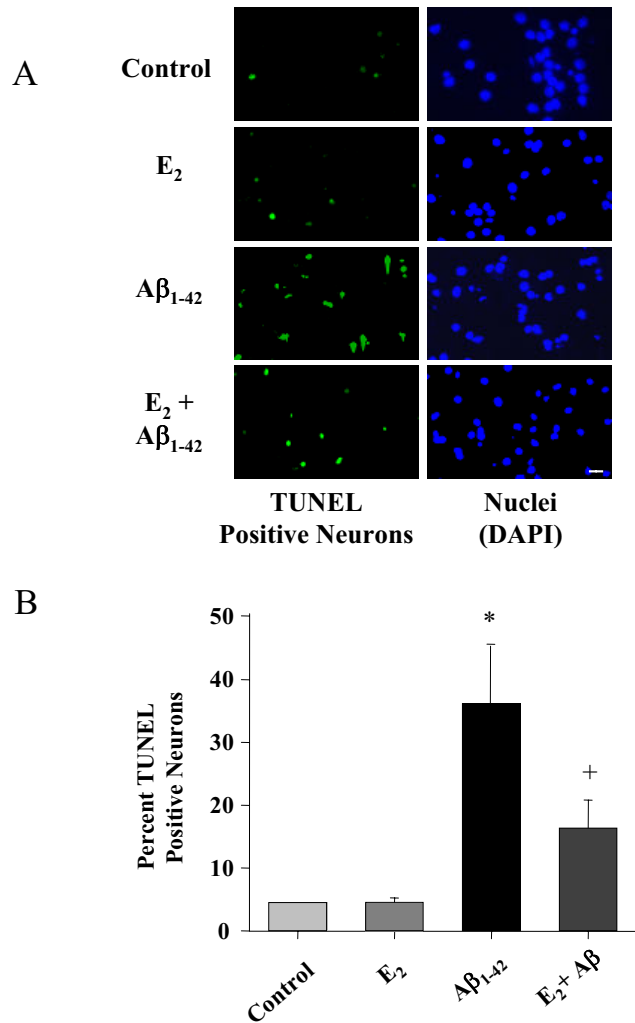 A
Control
E₂
Aβ₁₋₄₂
E₂ +
Aβ₁₋₄₂
TUNEL
Positive Neurons
Nuclei
(DAPI)
B
Percent TUNEL
Positive Neurons
50
40
30
20
10
0
*
+
Control
E₂
Aβ₁₋₄₂
E₂+ Aβ